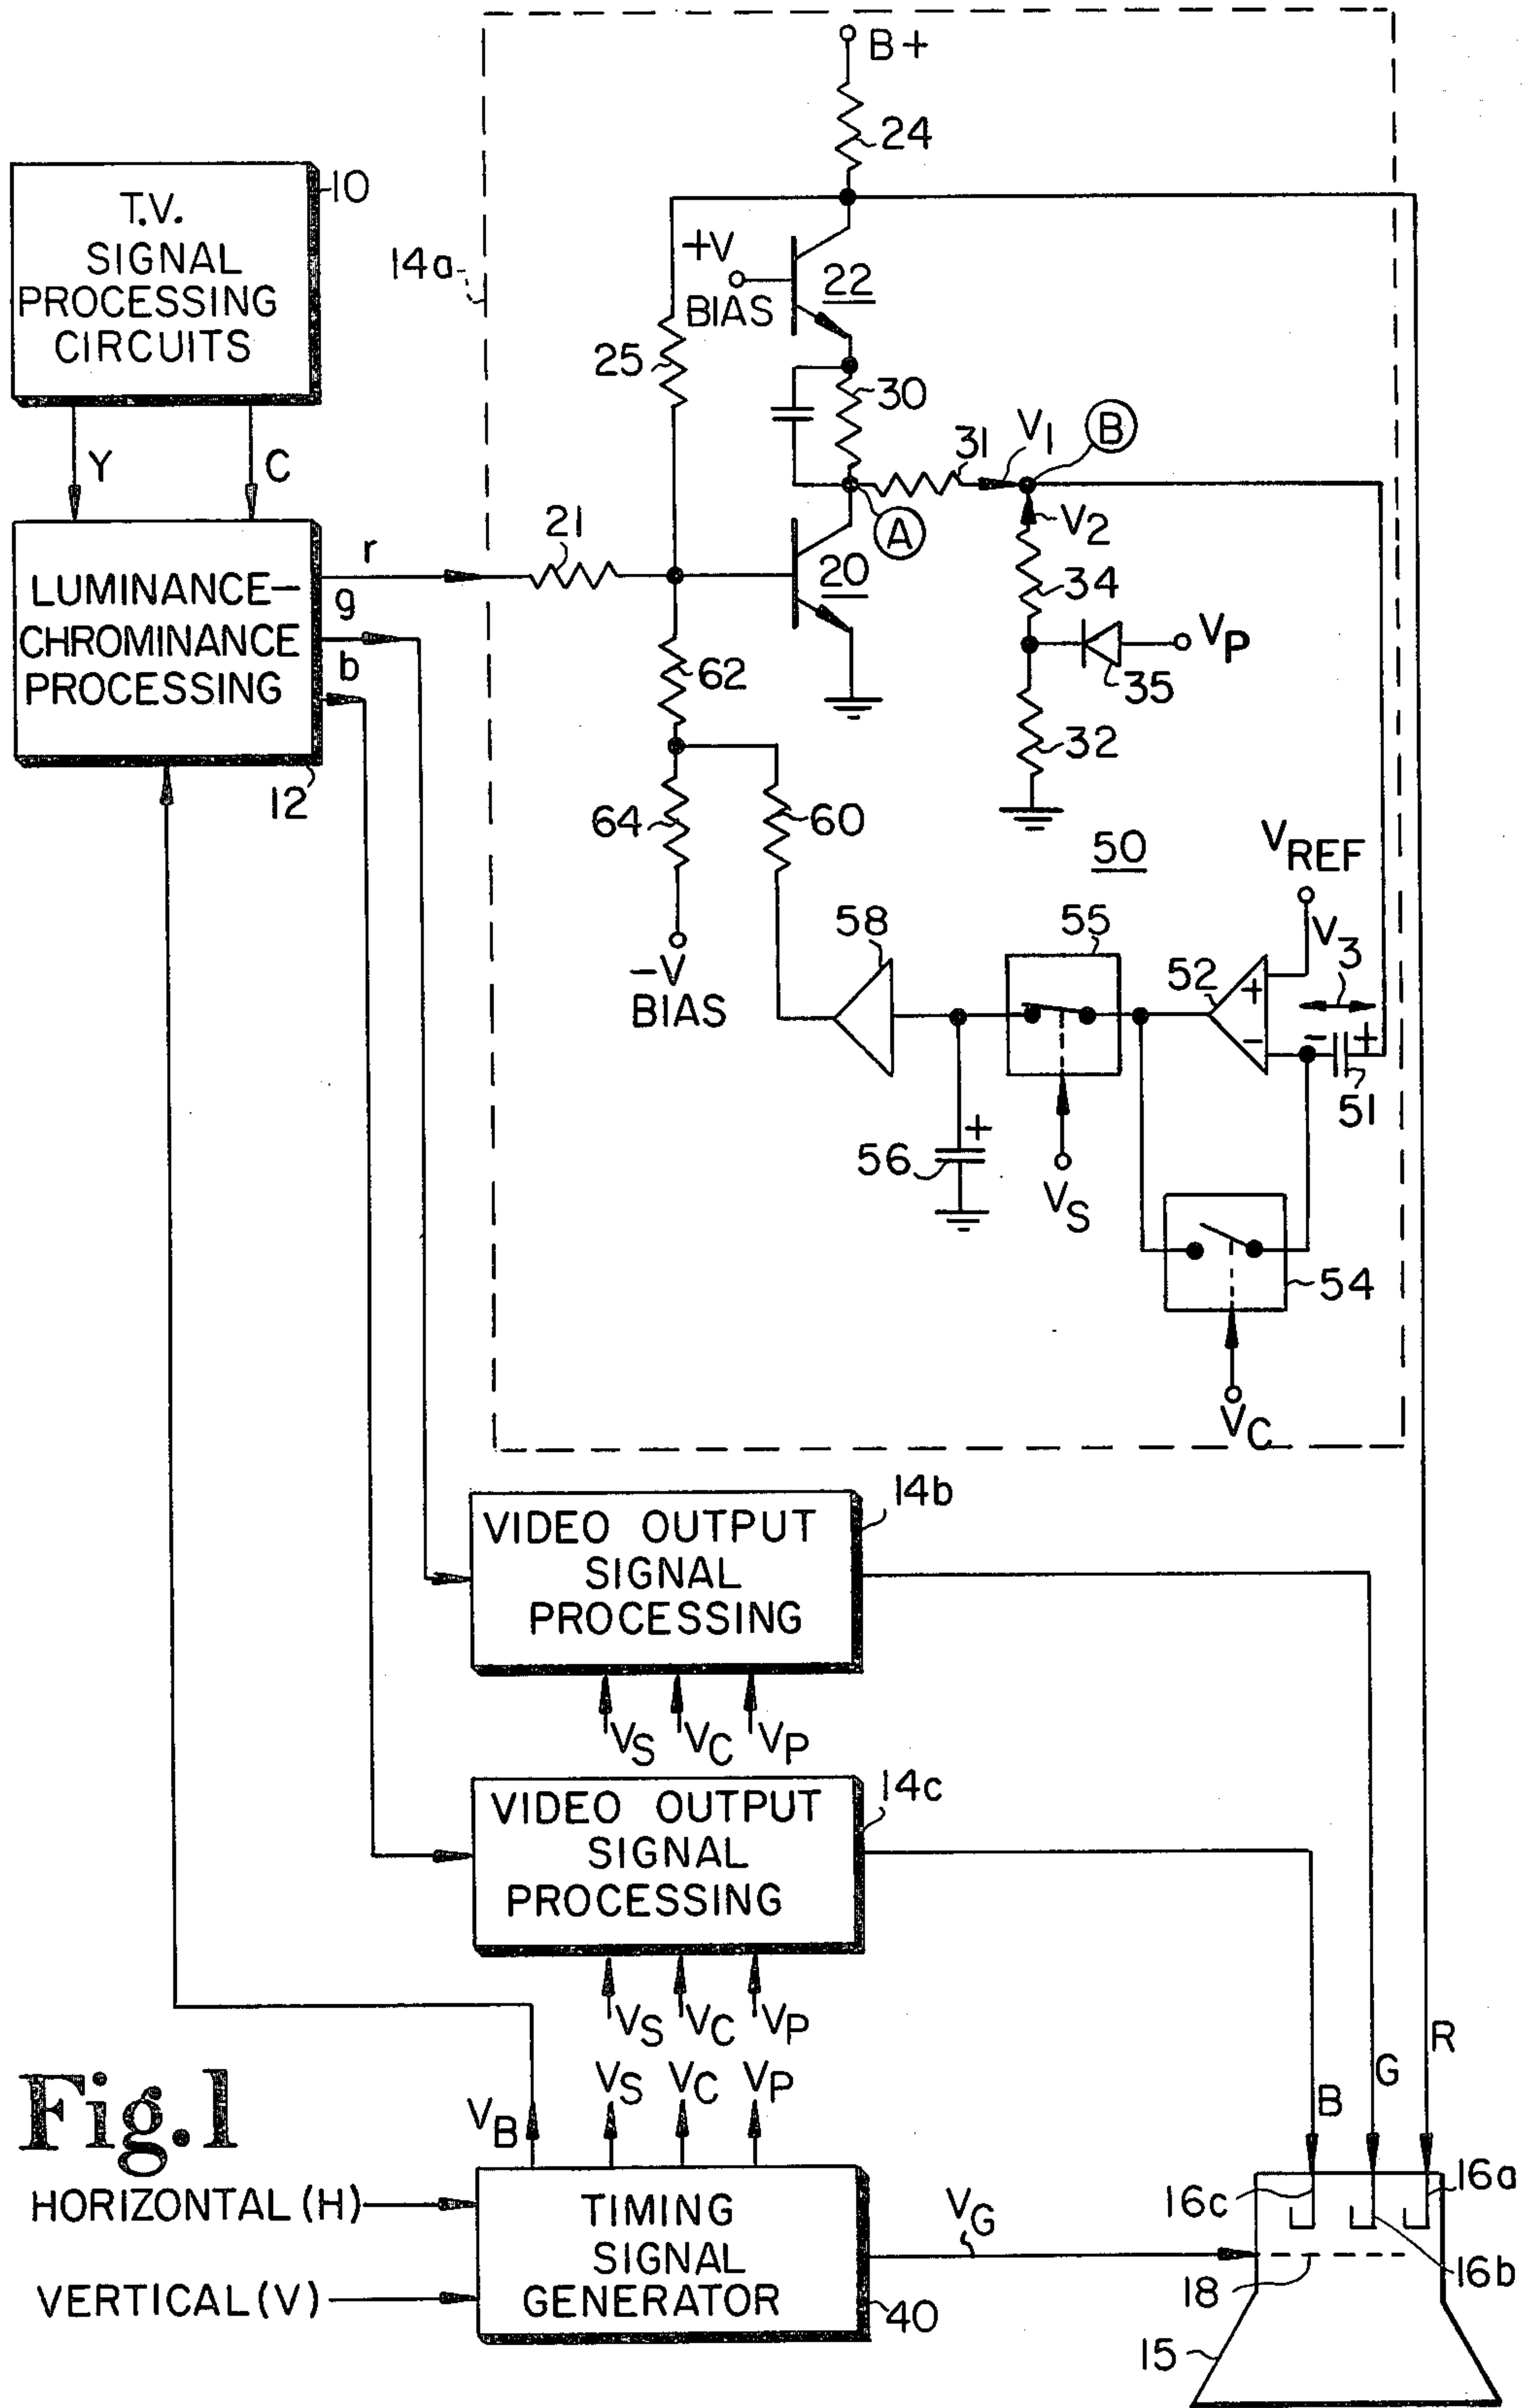 B+
24
10
T.V.
SIGNAL
PROCESSING
CIRCUITS
14a
+V
BIAS
22
25
30
Y
C
31
V1
B
A
V2
21
r
LUMINANCE-
CHROMINANCE
PROCESSING
g
b
20
34
VP
35
62
32
12
64
60
50
VREF
V3
58
55
52
+
-
-V
BIAS
- +
51
+
56
VS
54
VC
14b
VIDEO OUTPUT
SIGNAL
PROCESSING
VS VC VP
14c
VIDEO OUTPUT
SIGNAL
PROCESSING
VS VC VP
VS VC VP
R
G
B
Fig.1
VB
HORIZONTAL (H)
VERTICAL (V)
TIMING
SIGNAL
GENERATOR
40
VG
16c
16a
16b
18
15